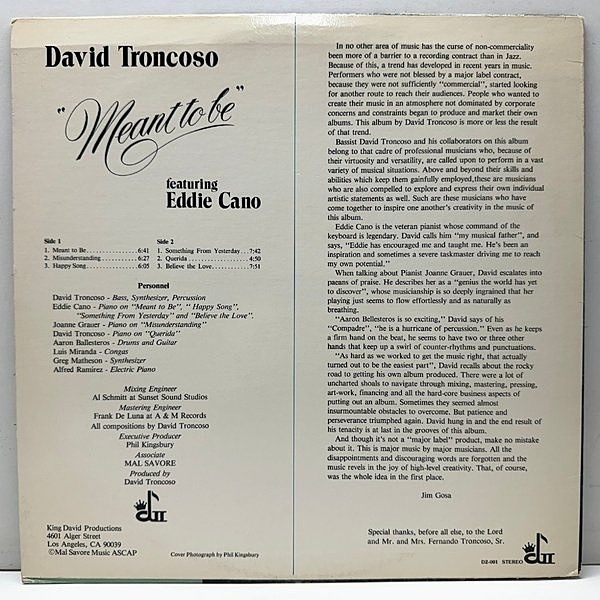 David Troncoso
"Meant to be"
featuring
Eddie Cano
Side 1
1. Meant to Be..................6:41
2. Misunderstanding..........6:27
3. Happy Song...................6:05
Side 2
1. Something From Yesterday...7:42
2. Querida..........................4:50
3. Believe the Love................7:51
Personnel
David Troncoso - Bass, Synthesizer, Percussion
Eddie Cano - Piano on "Meant to Be", "Happy Song",
"Something From Yesterday" and "Believe the Love".
Joanne Grauer - Piano on "Misunderstanding"
David Troncoso - Piano on "Querida"
Aaron Ballesteros - Drums and Guitar
Luis Miranda - Congas
Greg Matheson - Synthesizer
Alfred Ramirez - Electric Piano
Mixing Engineer
Al Schmitt at Sunset Sound Studios
Mastering Engineer
Frank De Luna at A & M Records
All compositions by David Troncoso
Executive Producer
Phil Kingsbury
Associate
MAL SAVORE
Produced by
David Troncoso
King David Productions
4601 Alger Street
Los Angeles, CA 90039
©Mal Savore Music ASCAP
Cover Photograph by Phil Kingsbury
In no other area of music has the curse of non-commerciality
been more of a barrier to a recording contract than in Jazz.
Because of this, a trend has developed in recent years in music.
Performers who were not blessed by a major label contract,
because they were not sufficiently "commercial", started looking
for another route to reach their audiences. People who wanted to
create their music in an atmosphere not dominated by corporate
concerns and constraints began to produce and market their own
albums. This album by David Troncoso is more or less the result
of that trend.
Bassist David Troncoso and his collaborators on this album
belong to that cadre of professional musicians who, because of
their virtuosity and versatility, are called upon to perform in a vast
variety of musical situations. Above and beyond their skills and
abilities which keep them gainfully employed,these are musicians
who are also compelled to explore and express their own individual
artistic statements as well. Such are these musicians who have
come together to inspire one another's creativity in the music of
this album.
Eddie Cano is the veteran pianist whose command of the
keyboard is legendary. David calls him "my musical father", and
says, "Eddie has encouraged me and taught me. He's been an
inspiration and sometimes a severe taskmaster driving me to reach
my own potential."
When talking about Pianist Joanne Grauer, David escalates into
paeans of praise. He describes her as a "genius the world has yet
to discover", whose musicianship is so deeply ingrained that her
playing just seems to flow effortlessly and as naturally as
breathing.
"Aaron Bellesteros is so exciting," David says of his
"Compadre", "he is a hurricane of percussion." Even as he keeps
a firm hand on the beat, he seems to have two or three other
hands that keep up a swirl of counter-rhythms and punctuations.
"As hard as we worked to get the music right, that actually
turned out to be the easiest part", David recalls about the rocky
road to getting his own album produced. There were a lot of
uncharted shoals to navigate through mixing, mastering, pressing,
art-work, financing and all the hard-core business aspects of
putting out an album. Sometimes they seemed almost
insurmountable obstacles to overcome. But patience and
perseverance triumphed again. David hung in and the end result of
his tenacity is at last in the grooves of this album.
And though it's not a "major label" product, make no mistake
about it. This is major music by major musicians. All the
disappointments and discouraging words are forgotten and the
music revels in the joy of high-level creativity. That, of course,
was the whole idea in the first place.
Jim Gosa
Special thanks, before all else, to the Lord
and Mr. and Mrs. Fernando Troncoso, Sr.
DZ-001 STEREO